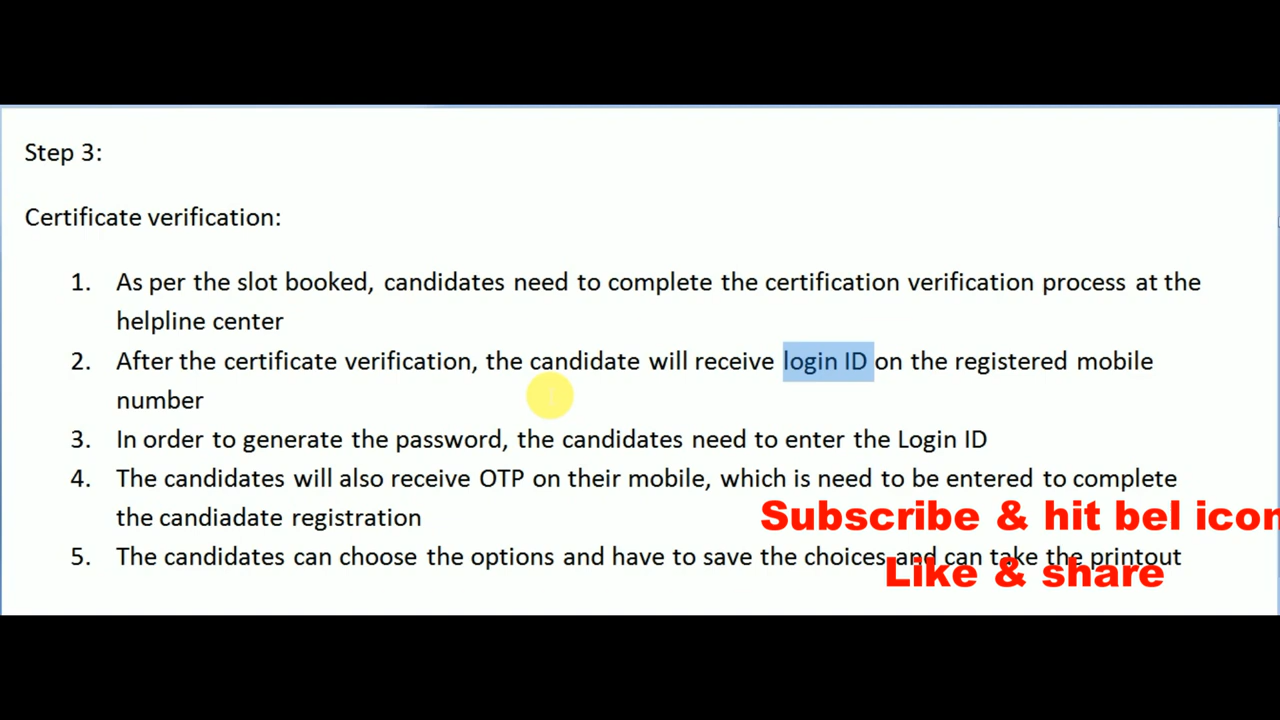 Step 3:
Certificate verification:
1. As per the slot booked, candidates need to complete the certification verification process at the
helpline center
2. After the certificate verification, the candidate will receive login ID on the registered mobile
number
3. In order to generate the password, the candidates need to enter the Login ID
4. The candidates will also receive OTP on their mobile, which is need to be entered to complete
the candiadate registration
Subscribe & hit bel icon
5. The candidates can choose the options and have to save the choices and can take the printout
Like & share